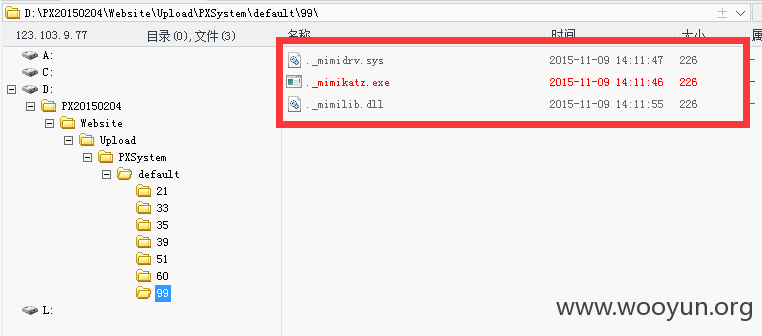 D:\PX20150204\Website\Upload\PXSystem\default\99\
123.103.9.77 目录(0),文件(3) 名称 时间 大小 属
A:
C:
D:
PX20150204
Website
Upload
PXSystem
default
21
33
35
39
51
60
99
L:
._mimidrv.sys 2015-11-09 14:11:47 226
._mimikatz.exe 2015-11-09 14:11:46 226
._mimilib.dll 2015-11-09 14:11:55 226
www.wooyun.org